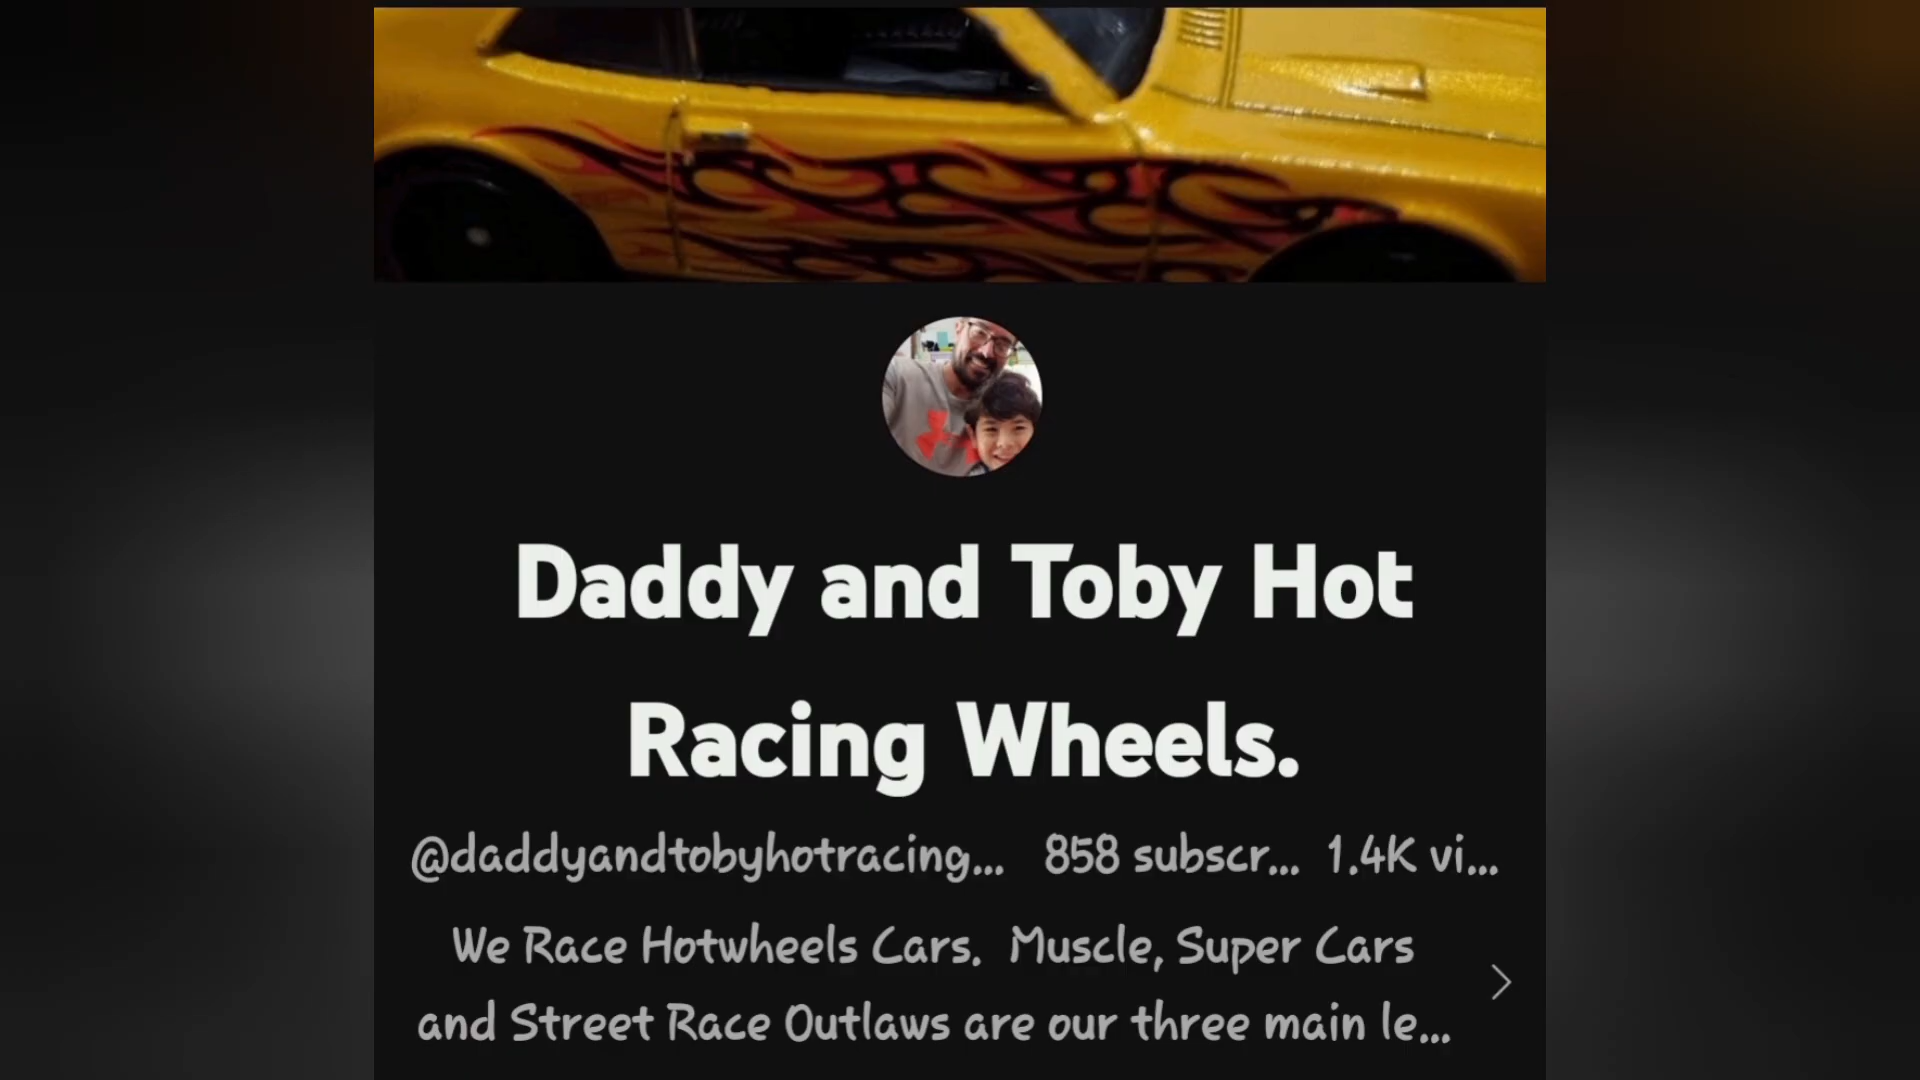 Daddy and Toby Hot
Racing Wheels.
@daddyandtobyhotracing... 858 subscr... 1.4K vi...
We Race Hotwheels Cars. Muscle, Super Cars
and Street Race Outlaws are our three main le...